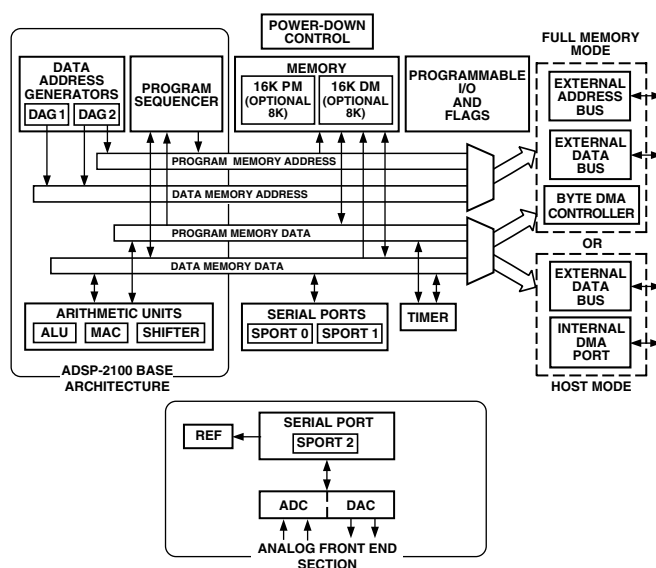 POWER-DOWN
CONTROL
FULL MEMORY
MODE
DATA
ADDRESS
GENERATORS
DAG 1
DAG 2
PROGRAM
SEQUENCER
MEMORY
16K PM
(OPTIONAL
8K)
16K DM
(OPTIONAL
8K)
PROGRAMMABLE
I/O
AND
FLAGS
EXTERNAL
ADDRESS
BUS
EXTERNAL
DATA
BUS
BYTE DMA
CONTROLLER
OR
PROGRAM MEMORY ADDRESS
DATA MEMORY ADDRESS
PROGRAM MEMORY DATA
DATA MEMORY DATA
EXTERNAL
DATA
BUS
INTERNAL
DMA
PORT
HOST MODE
ARITHMETIC UNITS
ALU
MAC
SHIFTER
SERIAL PORTS
SPORT 0
SPORT 1
TIMER
ADSP-2100 BASE
ARCHITECTURE
REF
SERIAL PORT
SPORT 2
ADC
DAC
ANALOG FRONT END
SECTION